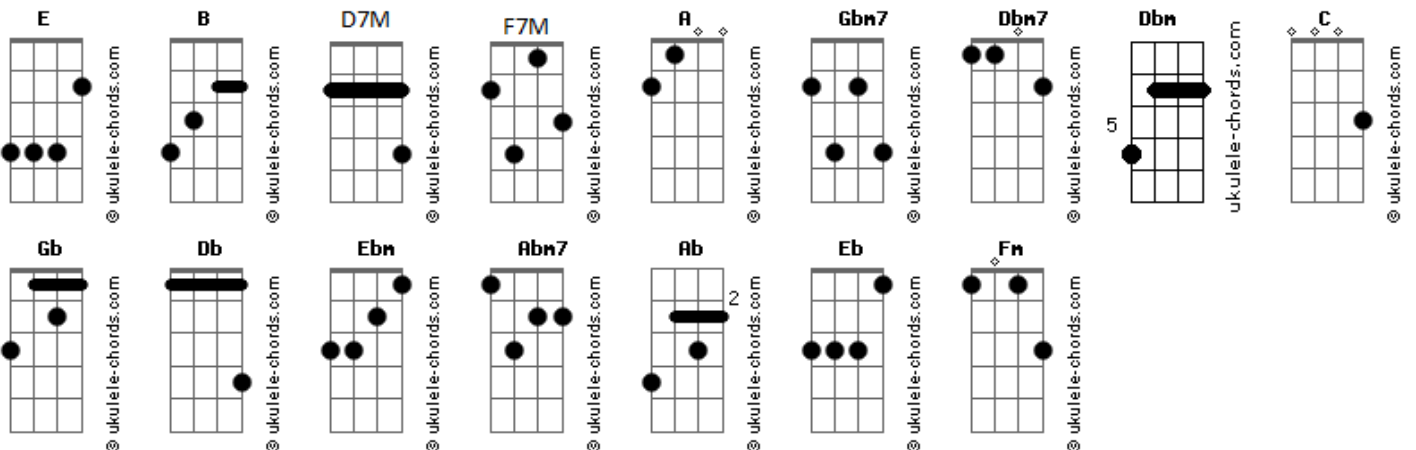 E B D7M F7M A Gbm7 Dbm7 Dbm C
5
© ukulele-chords.com © ukulele-chords.com © ukulele-chords.com © ukulele-chords.com © ukulele-chords.com © ukulele-chords.com © ukulele-chords.com ukulele-chords.com © ukulele-chords.com
Gb Db Ebm Abm7 Ab Eb Fm
2
© ukulele-chords.com © ukulele-chords.com © ukulele-chords.com © ukulele-chords.com © ukulele-chords.com © ukulele-chords.com © ukulele-chords.com